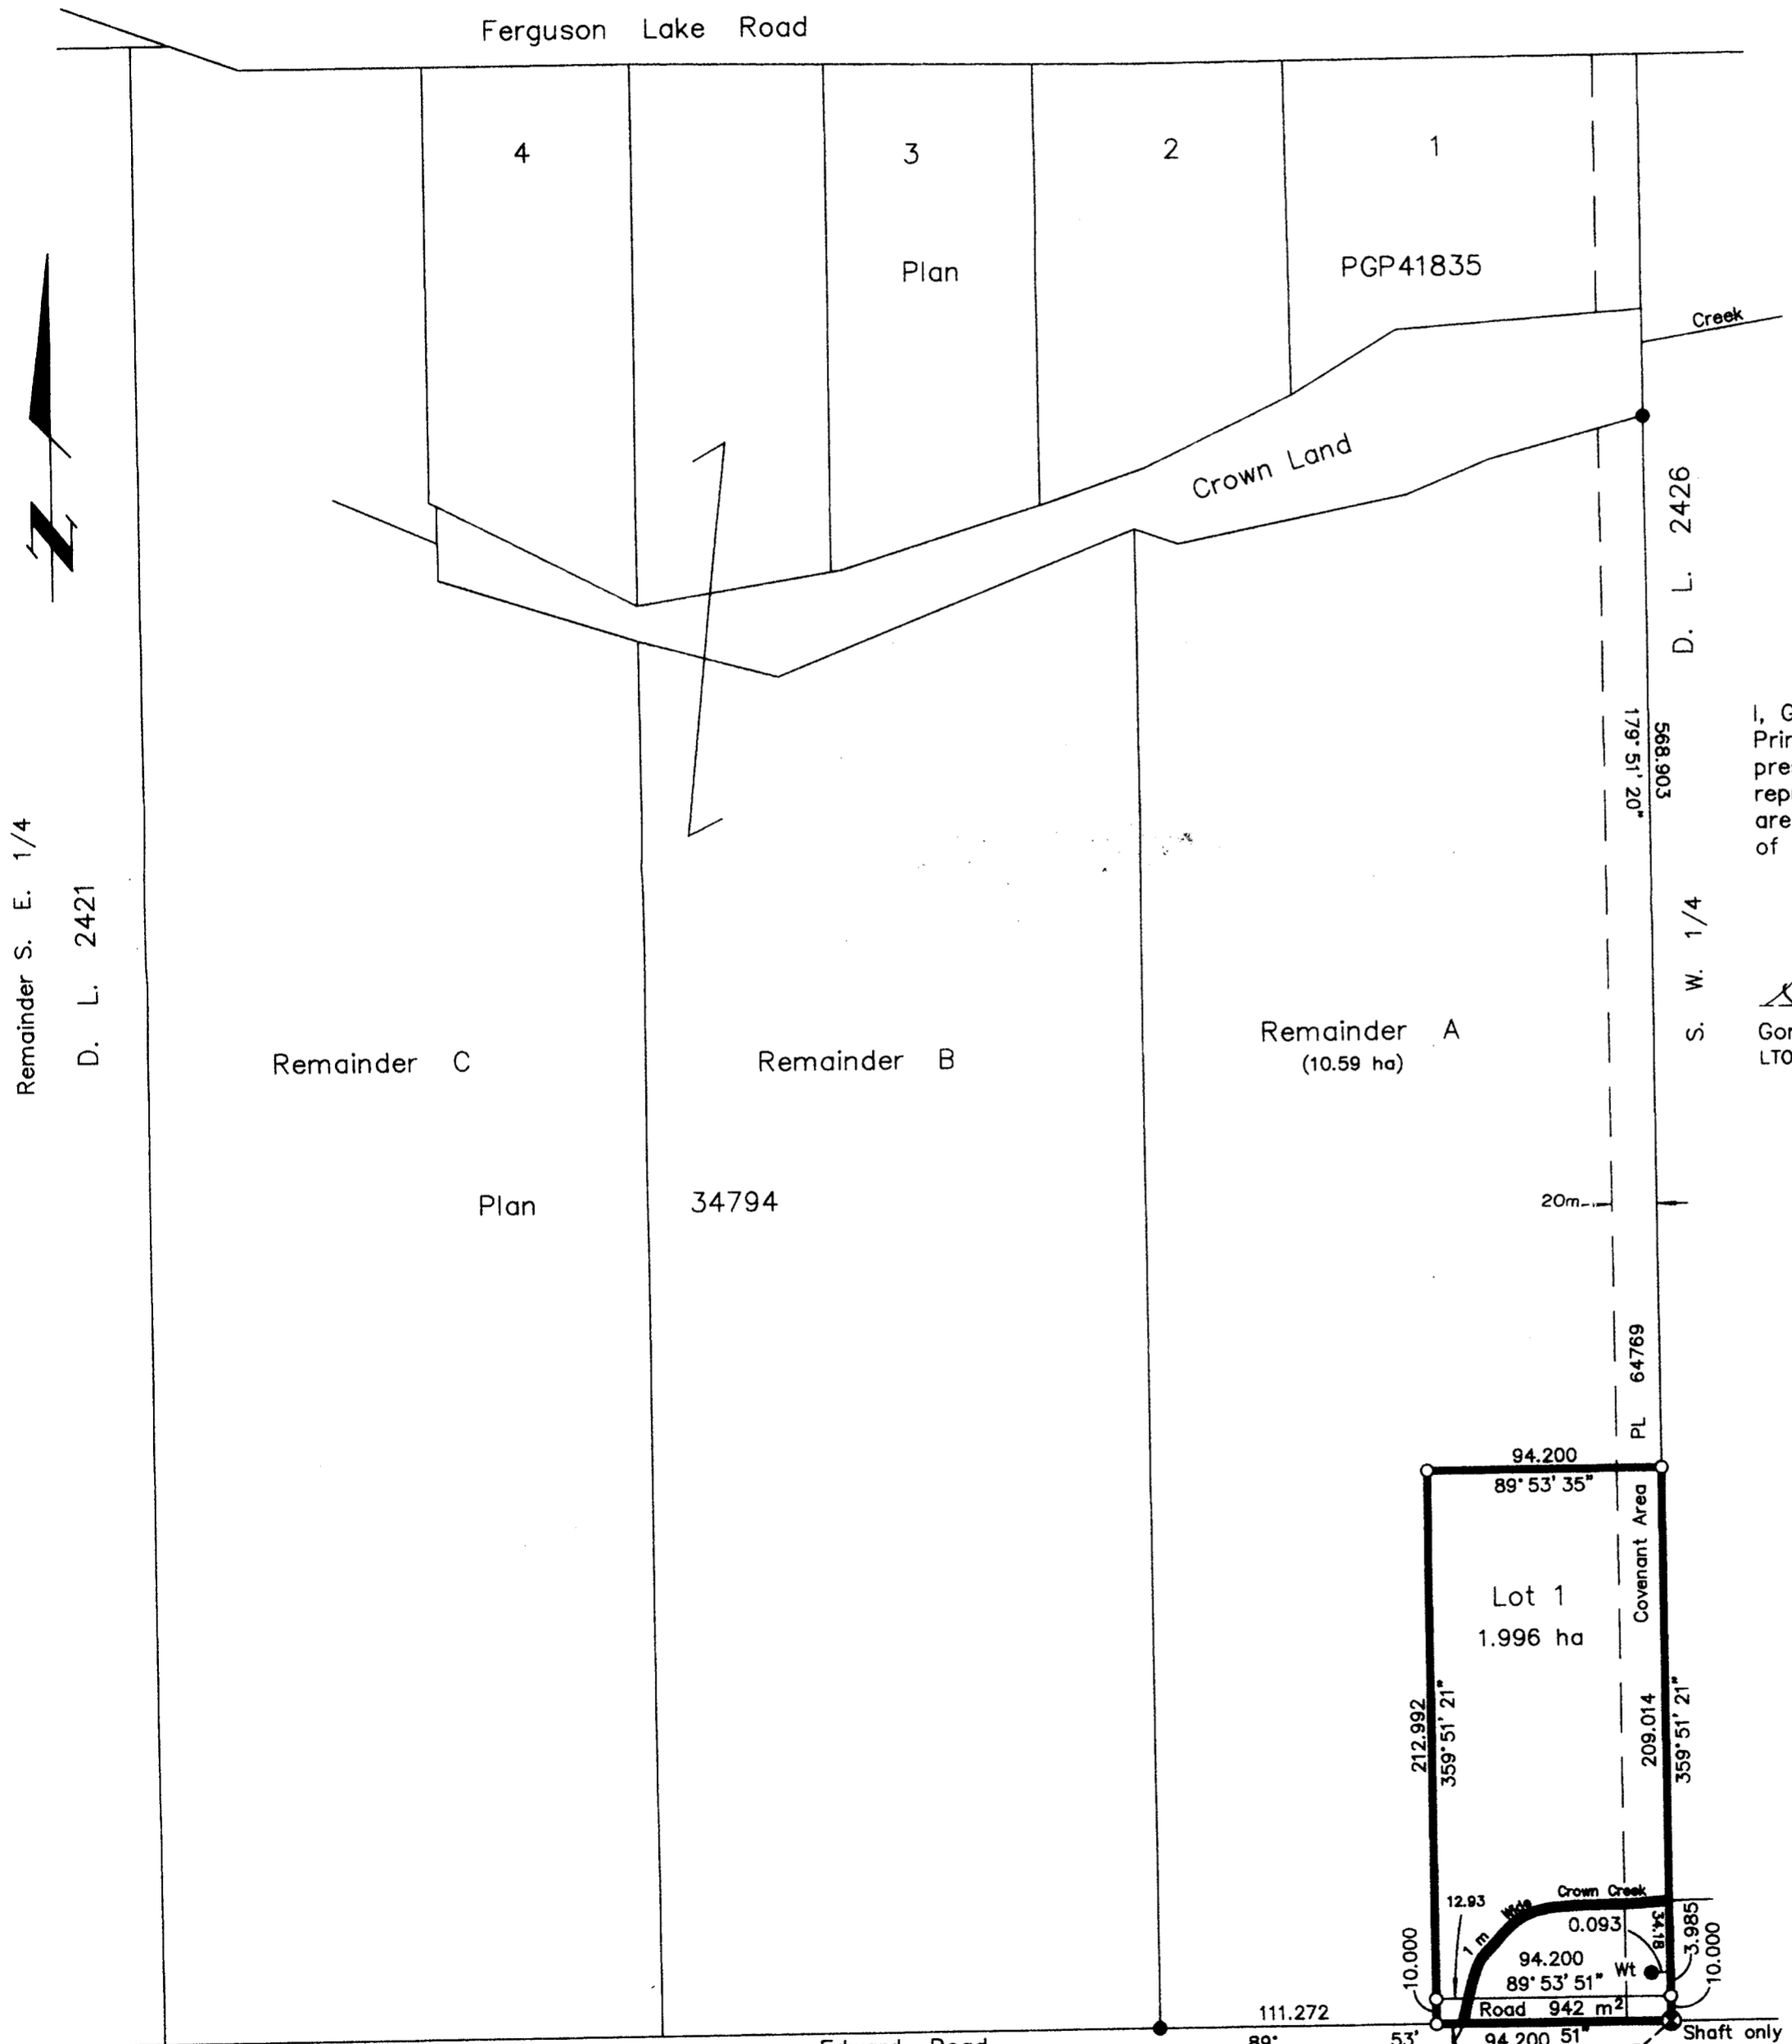 Ferguson Lake Road
4
3
2
1
Plan
PGP41835
Creek
Crown Land
N
D. L. 2426
S. W. 1/4
568.903
179° 51' 20"
Remainder S. E. 1/4
D. L. 2421
I, G
Prin
pre
rep
are
of
Gor
LTO
Remainder C
Remainder B
Remainder A
(10.59 ha)
Plan
34794
20m
PL 64769
94.200
89° 53' 35"
Covenant Area
Lot 1
1.996 ha
212.992
359° 51' 21"
209.014
359° 51' 21"
12.93
1 m Wide
Crown Creek
0.093
34.18
3.985
10.000
10.000
94.200
89° 53' 51"
Wt
Road 942 m²
111.272
89° 53' 51"
94.200
Shaft only
Road